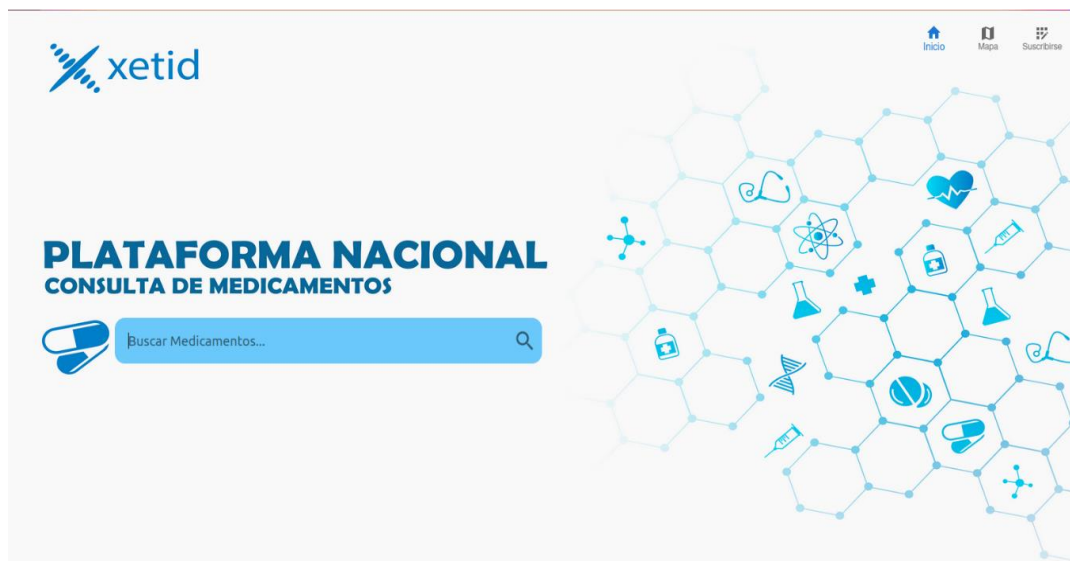 xetid
Inicio
Mapa
Suscribirse
PLATAFORMA NACIONAL
CONSULTA DE MEDICAMENTOS
Buscar Medicamentos...